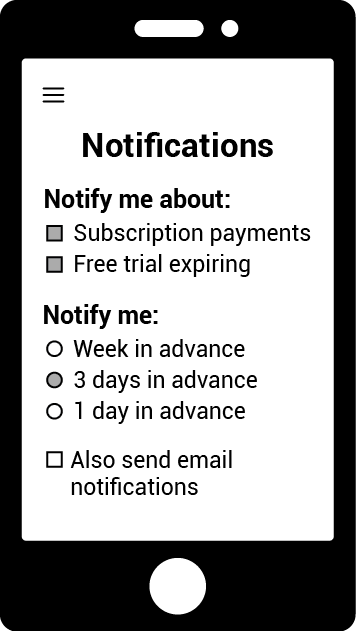 Notifications
Notify me about:
Subscription payments
Free trial expiring
Notify me:
Week in advance
3 days in advance
1 day in advance
Also send email
notifications